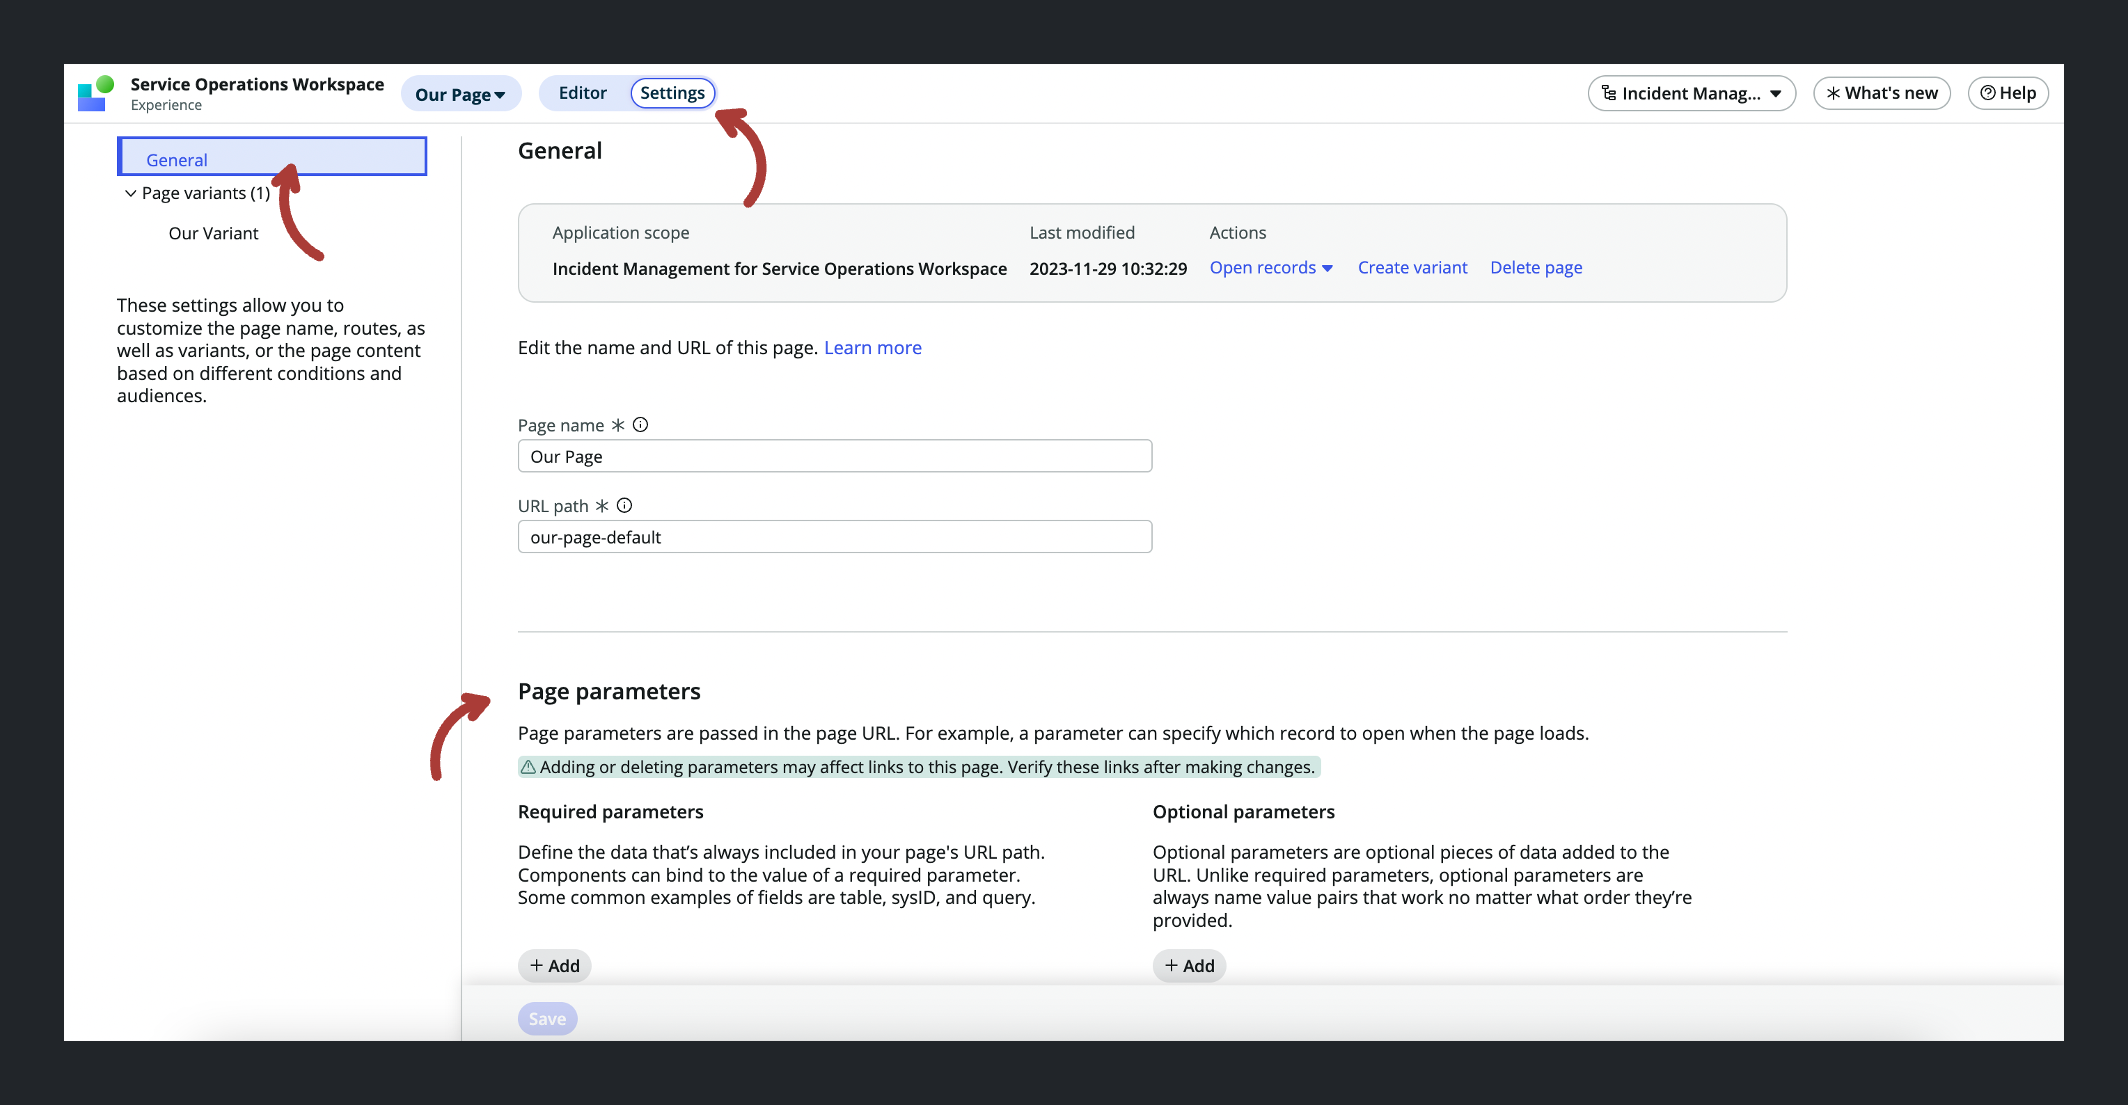 Service Operations Workspace
Experience
Our Page
Editor
Settings
Incident Manag...
What's new
Help
General
Page variants (1)
Our Variant
These settings allow you to
customize the page name, routes, as
well as variants, or the page content
based on different conditions and
audiences.
General
Application scope
Last modified
Actions
Incident Management for Service Operations Workspace
2023-11-29 10:32:29
Open records
Create variant
Delete page
Edit the name and URL of this page. Learn more
Page name
Our Page
URL path
our-page-default
Page parameters
Page parameters are passed in the page URL. For example, a parameter can specify which record to open when the page loads.
Adding or deleting parameters may affect links to this page. Verify these links after making changes.
Required parameters
Define the data that’s always included in your page's URL path.
Components can bind to the value of a required parameter.
Some common examples of fields are table, sysID, and query.
+ Add
Optional parameters
Optional parameters are optional pieces of data added to the
URL. Unlike required parameters, optional parameters are
always name value pairs that work no matter what order they’re
provided.
+ Add
Save